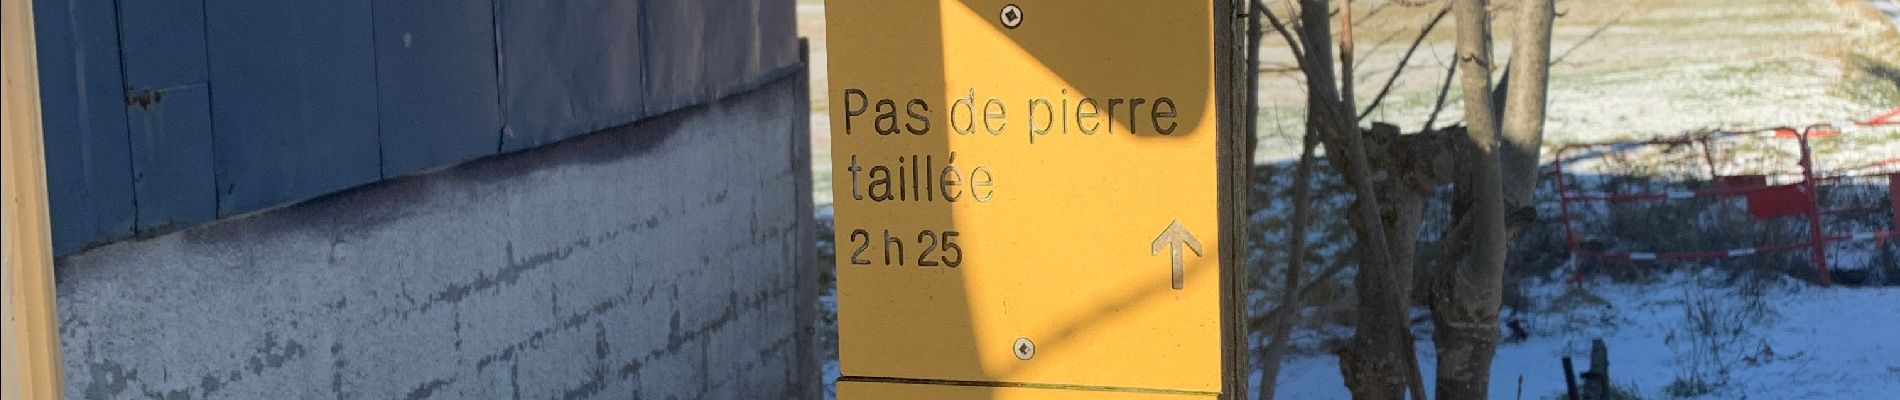 Pas de pierre
taillée
2 h 25